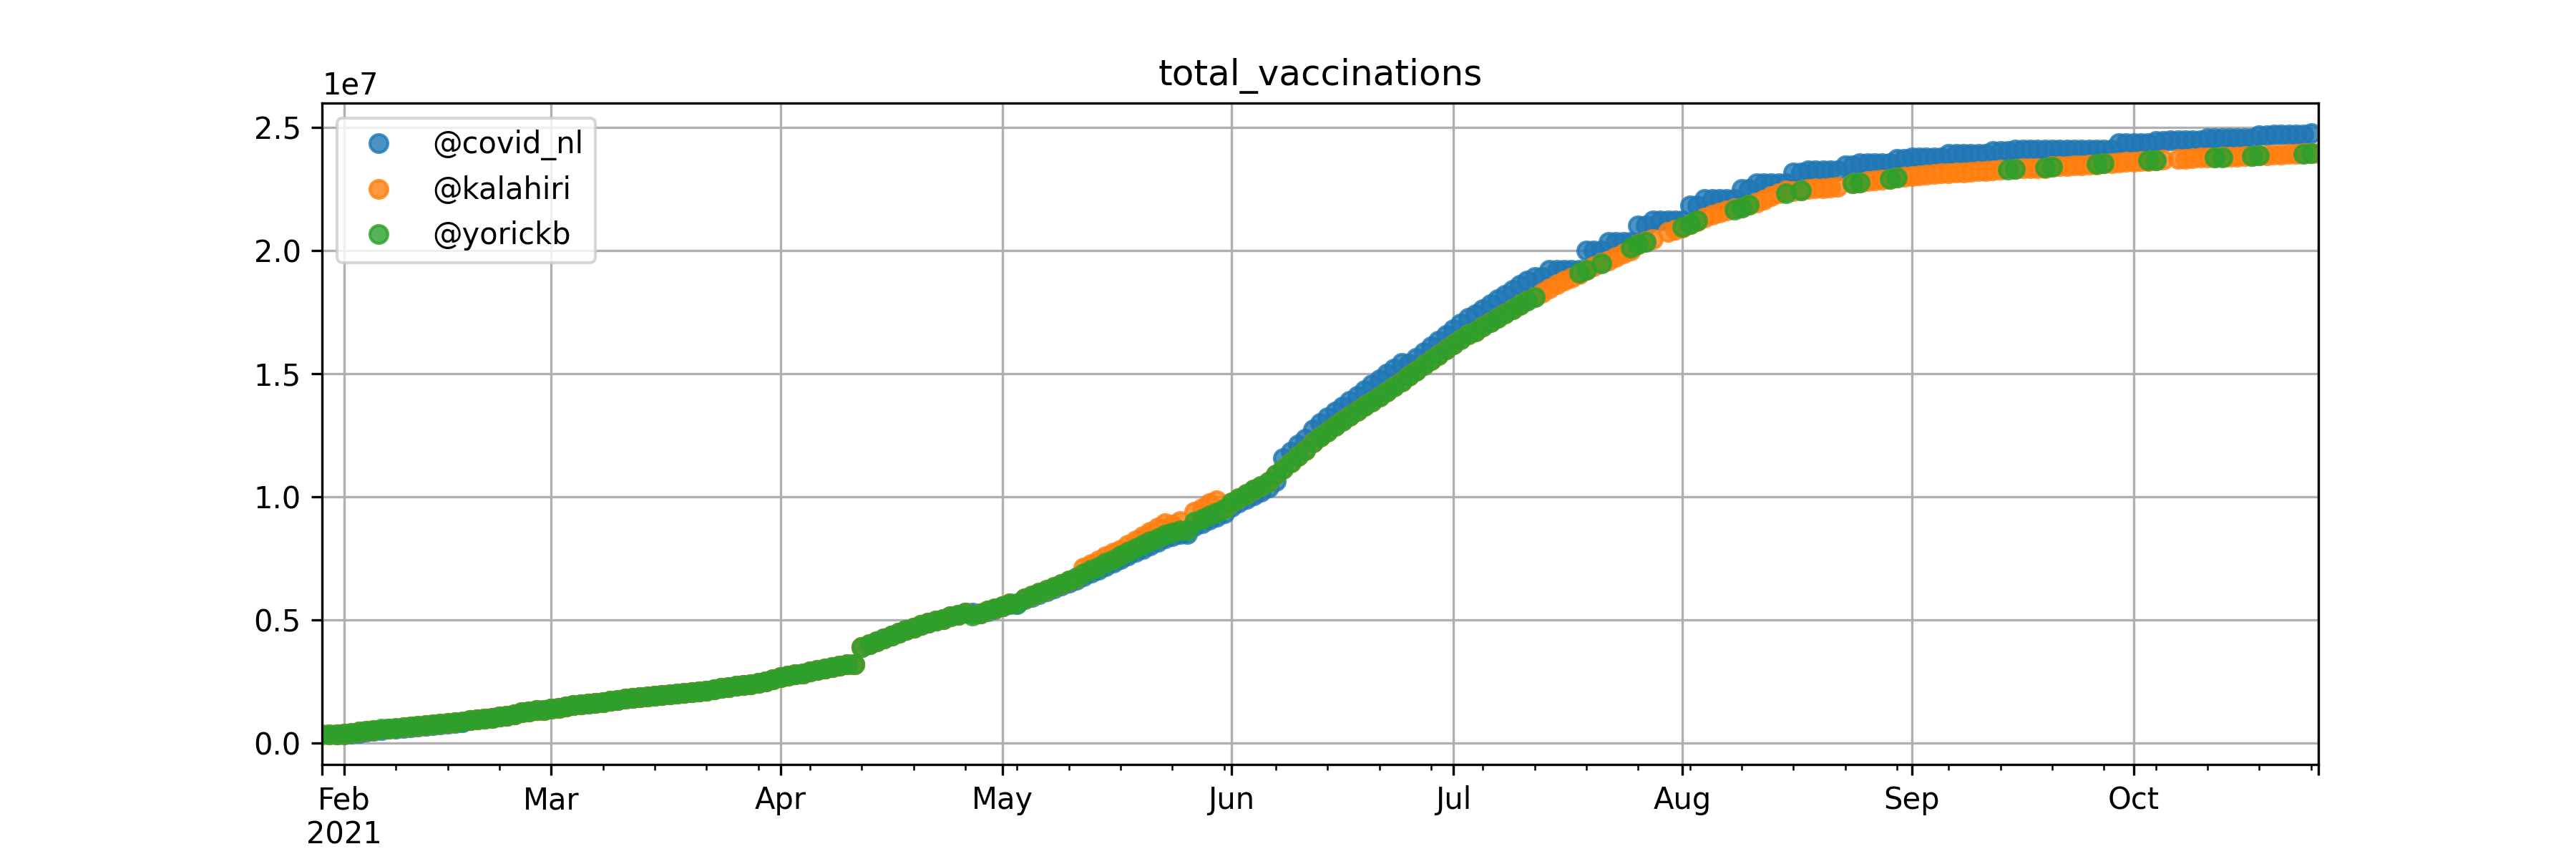 total_vaccinations
1e7
2.5
2.0
1.5
1.0
0.5
0.0
@covid_nl
@kalahiri
@yorickb
Feb Mar Apr May Jun Jul Aug Sep Oct
2021